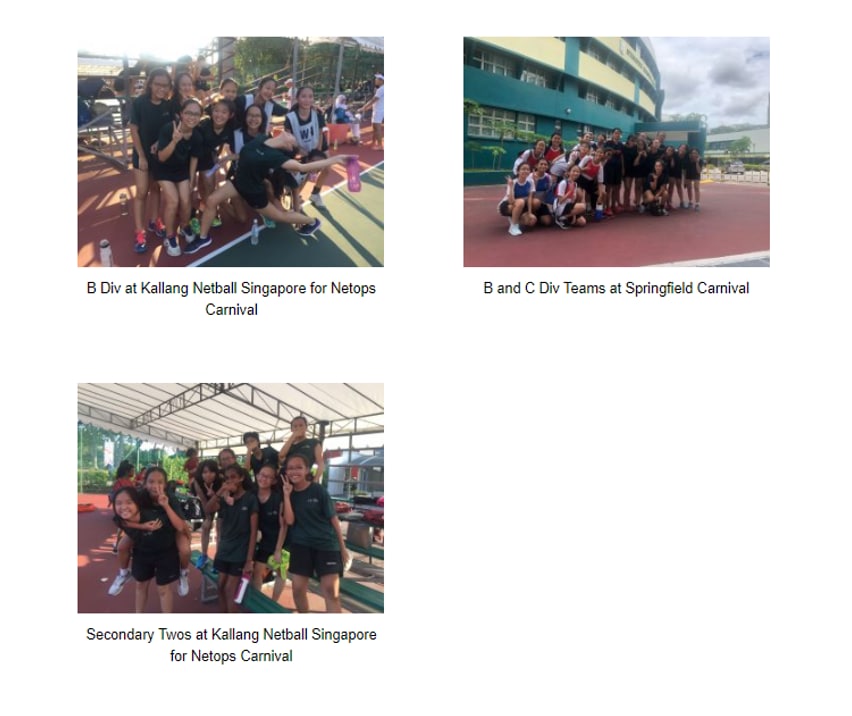 B Div at Kallang Netball Singapore for Netops
Carnival
B and C Div Teams at Springfield Carnival
Secondary Twos at Kallang Netball Singapore
for Netops Carnival